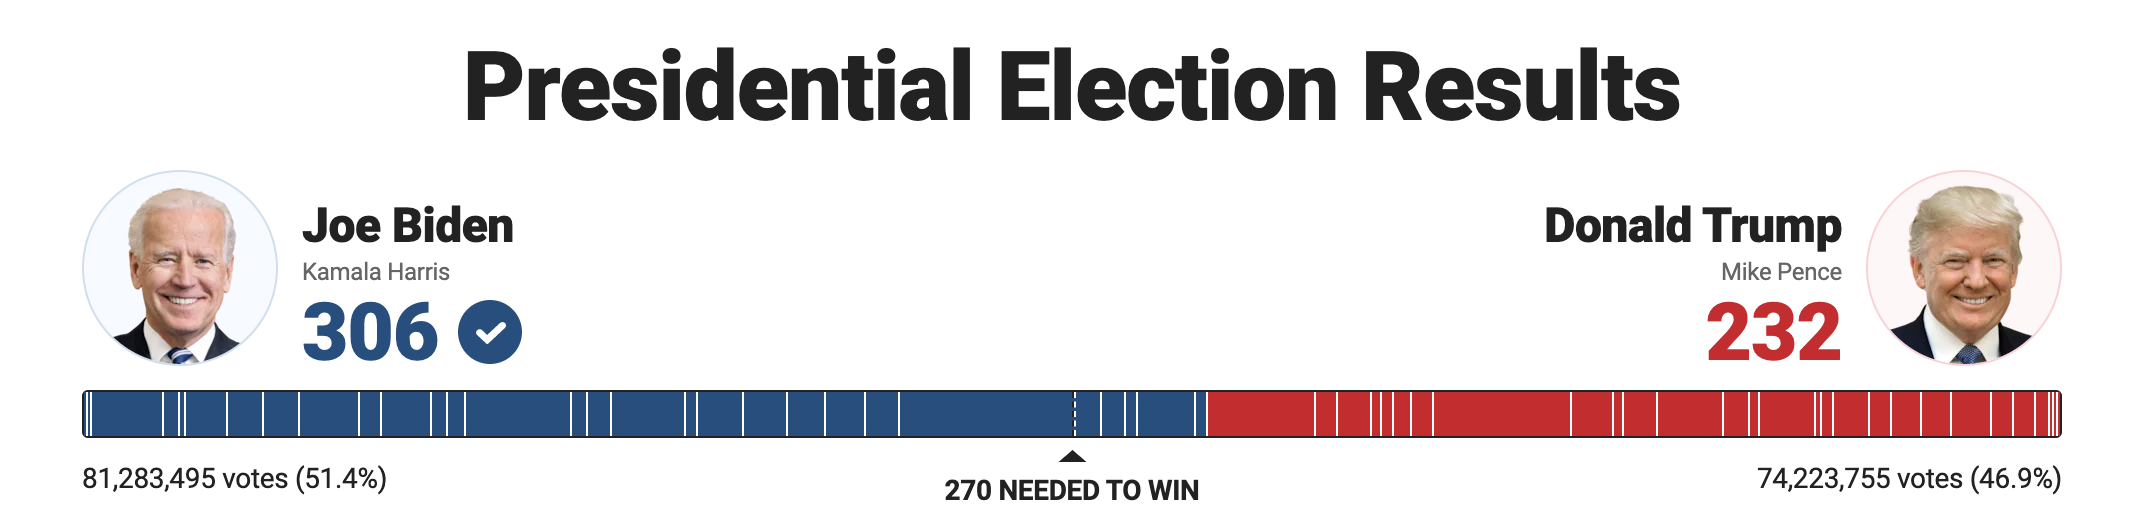 Presidential Election Results
Joe Biden
Kamala Harris
306
Donald Trump
Mike Pence
232
81,283,495 votes (51.4%)
270 NEEDED TO WIN
74,223,755 votes (46.9%)